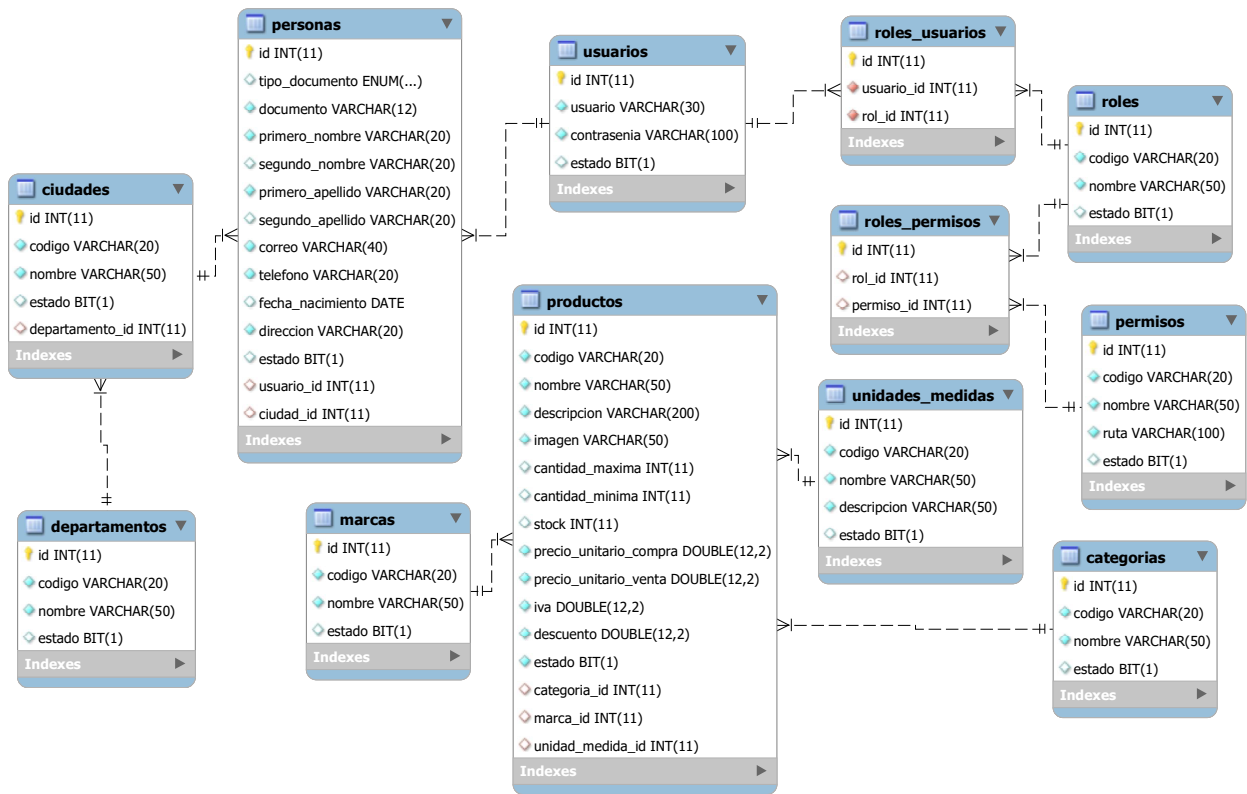 personas
id INT(11)
tipo_documento ENUM(...)
documento VARCHAR(12)
primero_nombre VARCHAR(20)
segundo_nombre VARCHAR(20)
primero_apellido VARCHAR(20)
segundo_apellido VARCHAR(20)
correo VARCHAR(40)
telefono VARCHAR(20)
fecha_nacimiento DATE
direccion VARCHAR(20)
estado BIT(1)
usuario_id INT(11)
ciudad_id INT(11)
Indexes
usuarios
id INT(11)
usuario VARCHAR(30)
contrasenia VARCHAR(100)
estado BIT(1)
Indexes
roles_usuarios
id INT(11)
usuario_id INT(11)
rol_id INT(11)
Indexes
roles
id INT(11)
codigo VARCHAR(20)
nombre VARCHAR(50)
estado BIT(1)
Indexes
ciudades
id INT(11)
codigo VARCHAR(20)
nombre VARCHAR(50)
estado BIT(1)
departamento_id INT(11)
Indexes
roles_permisos
id INT(11)
rol_id INT(11)
permiso_id INT(11)
Indexes
productos
id INT(11)
codigo VARCHAR(20)
nombre VARCHAR(50)
descripcion VARCHAR(200)
imagen VARCHAR(50)
cantidad_maxima INT(11)
cantidad_minima INT(11)
stock INT(11)
precio_unitario_compra DOUBLE(12,2)
precio_unitario_venta DOUBLE(12,2)
iva DOUBLE(12,2)
descuento DOUBLE(12,2)
estado BIT(1)
categoria_id INT(11)
marca_id INT(11)
unidad_medida_id INT(11)
Indexes
permisos
id INT(11)
codigo VARCHAR(20)
nombre VARCHAR(50)
ruta VARCHAR(100)
estado BIT(1)
Indexes
unidades_medidas
id INT(11)
codigo VARCHAR(20)
nombre VARCHAR(50)
descripcion VARCHAR(50)
estado BIT(1)
Indexes
departamentos
id INT(11)
codigo VARCHAR(20)
nombre VARCHAR(50)
estado BIT(1)
Indexes
marcas
id INT(11)
codigo VARCHAR(20)
nombre VARCHAR(50)
estado BIT(1)
Indexes
categorias
id INT(11)
codigo VARCHAR(20)
nombre VARCHAR(50)
estado BIT(1)
Indexes